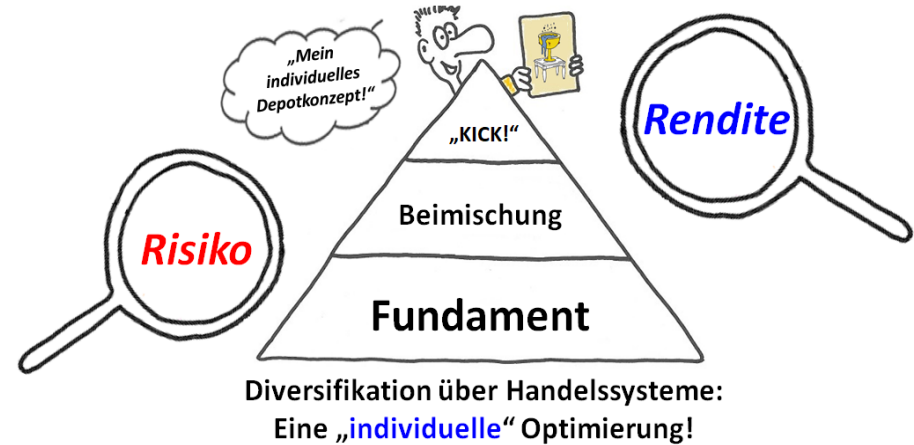 „Mein
individuelles
Depotkonzept!“
„KICK!“
Rendite
Beimischung
Risiko
Fundament
Diversifikation über Handelssysteme:
Eine „individuelle“ Optimierung!